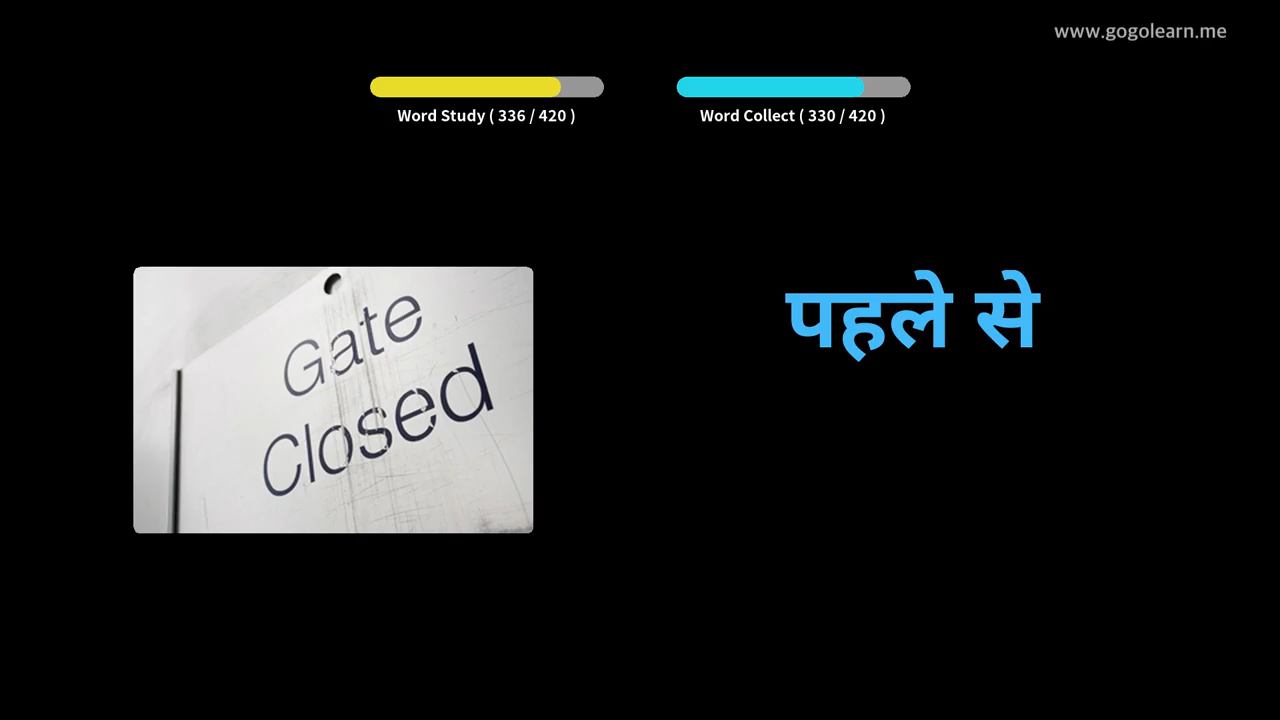 www.gogolearn.me
Word Study ( 336 / 420 )
Word Collect ( 330 / 420 )
Gate
Closed
पहले से